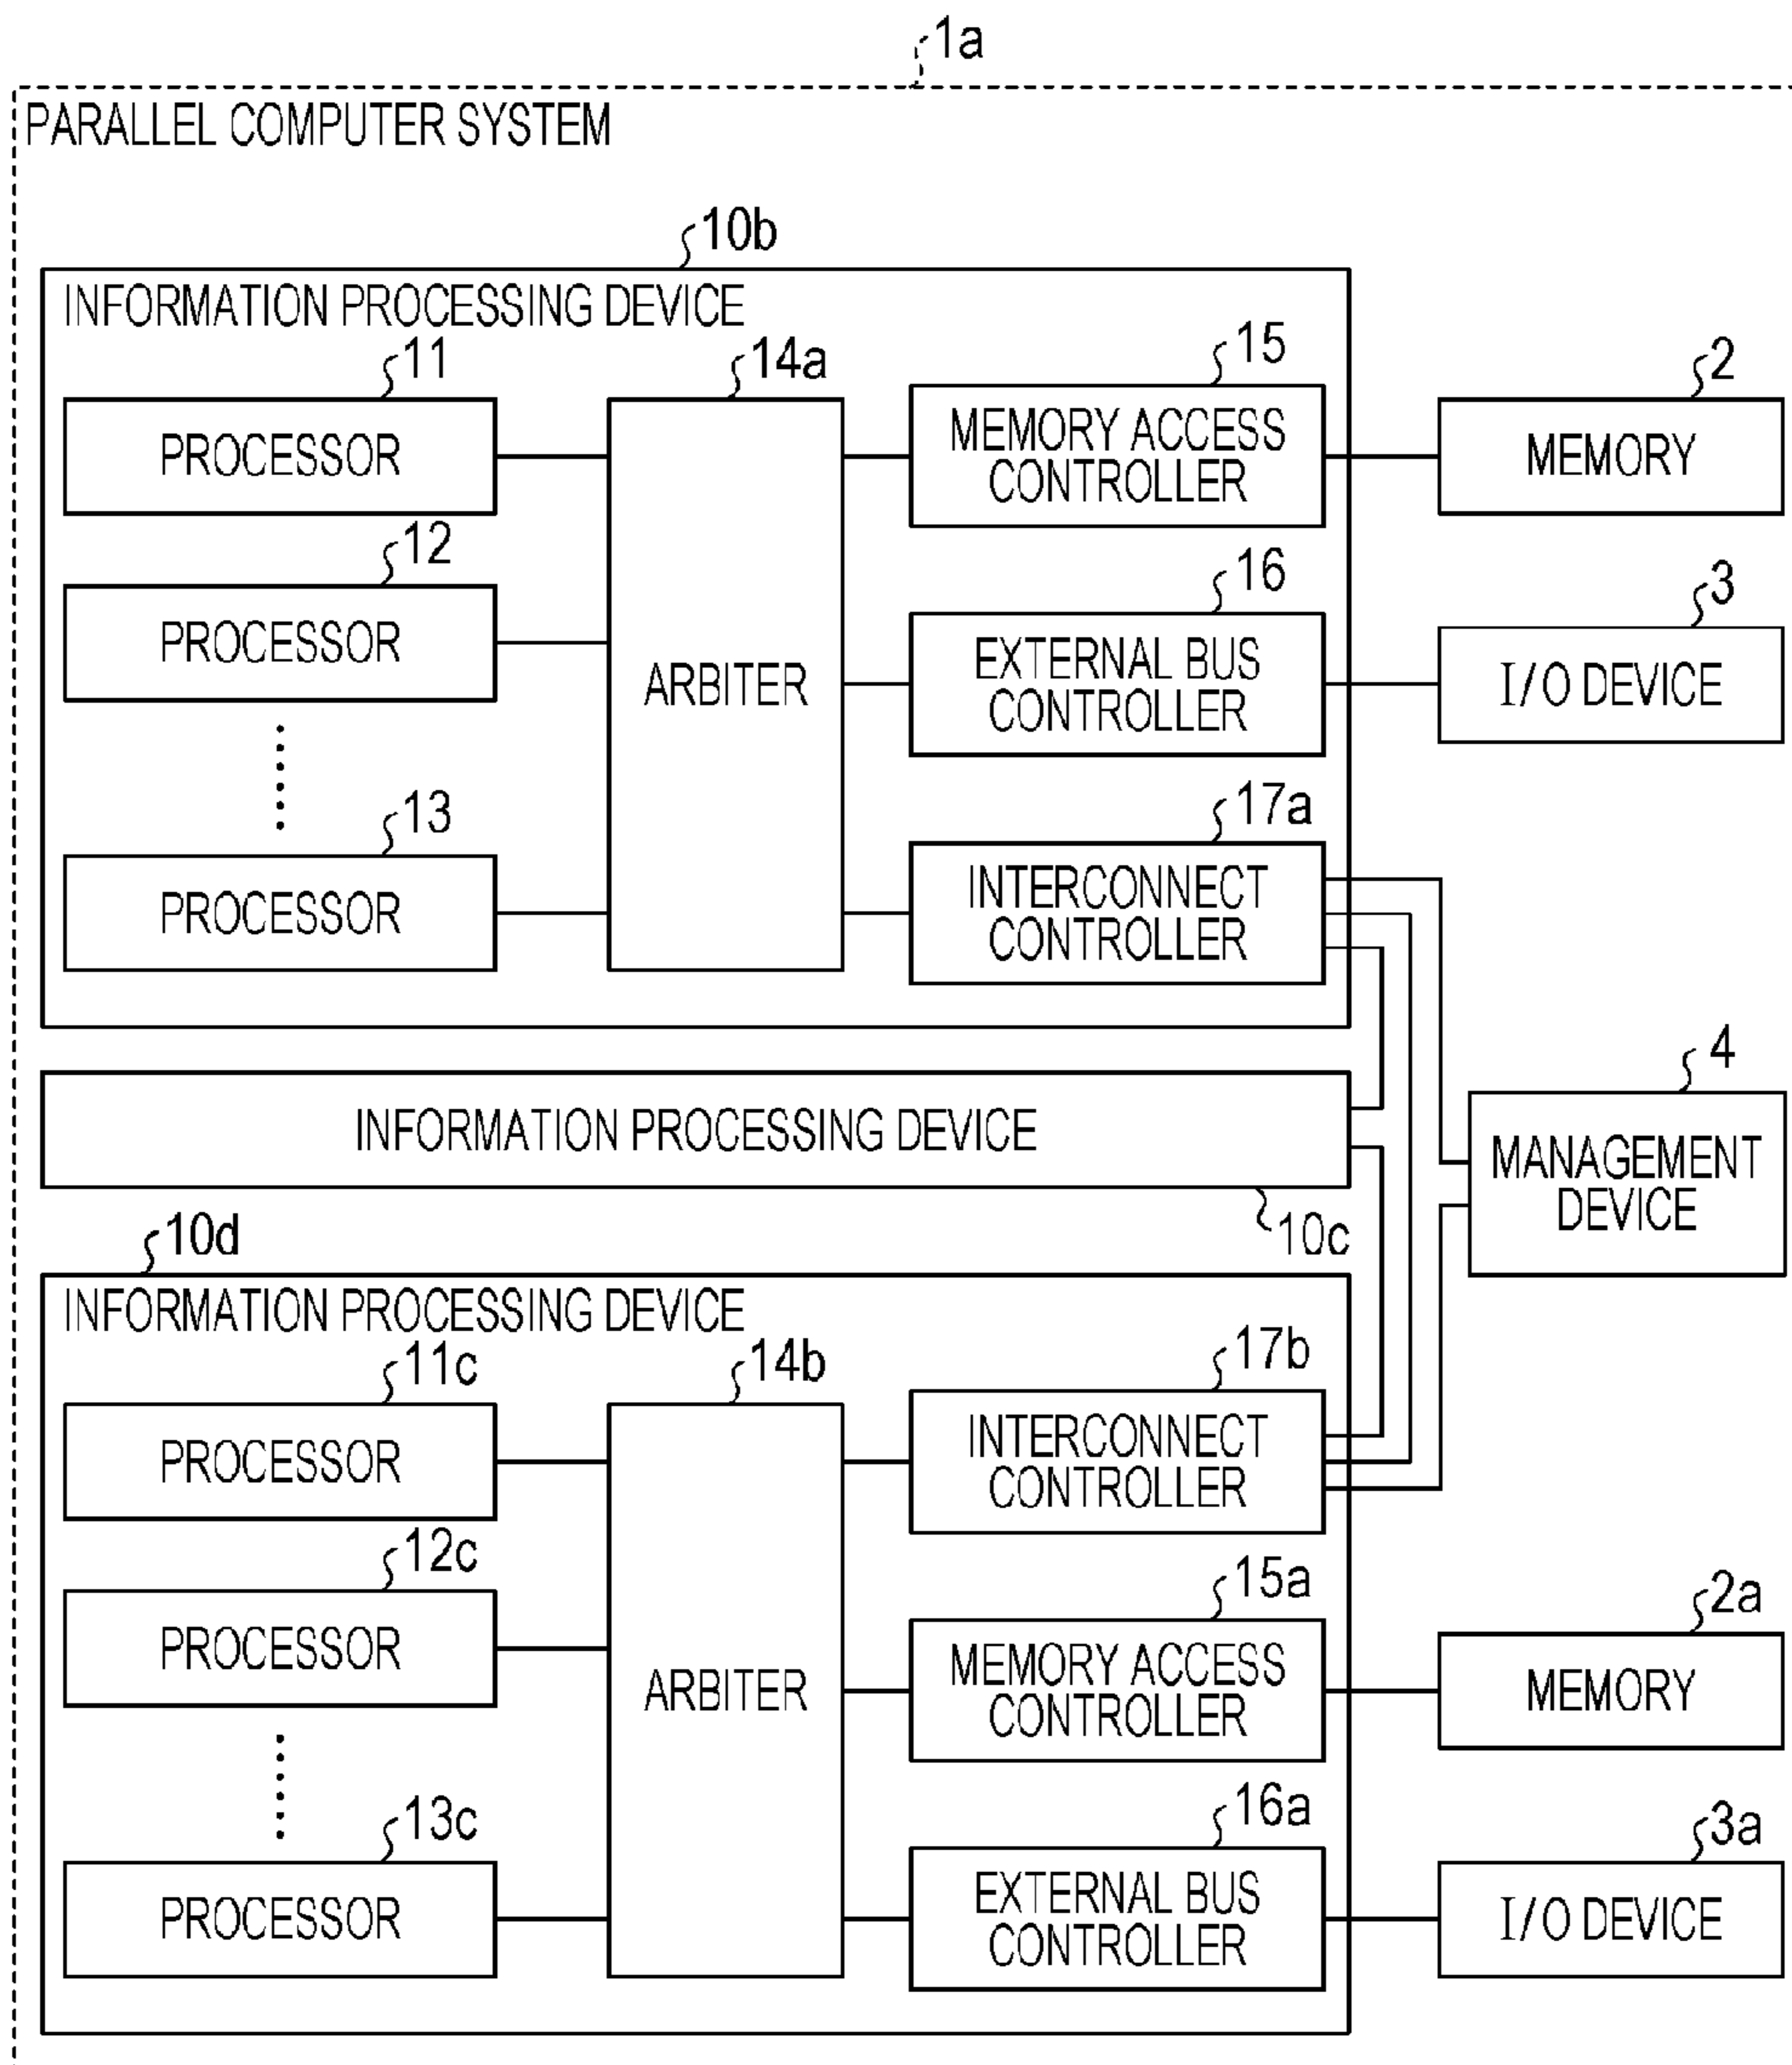 1a
PARALLEL COMPUTER SYSTEM
10b
INFORMATION PROCESSING DEVICE
11
14a
15
2
PROCESSOR
MEMORY ACCESS
CONTROLLER
MEMORY
12
16
3
PROCESSOR
ARBITER
EXTERNAL BUS
CONTROLLER
I/O DEVICE
13
17a
PROCESSOR
INTERCONNECT
CONTROLLER
4
INFORMATION PROCESSING DEVICE
MANAGEMENT
DEVICE
10c
10d
INFORMATION PROCESSING DEVICE
11c
14b
17b
PROCESSOR
INTERCONNECT
CONTROLLER
12c
15a
2a
PROCESSOR
ARBITER
MEMORY ACCESS
CONTROLLER
MEMORY
13c
16a
3a
PROCESSOR
EXTERNAL BUS
CONTROLLER
I/O DEVICE